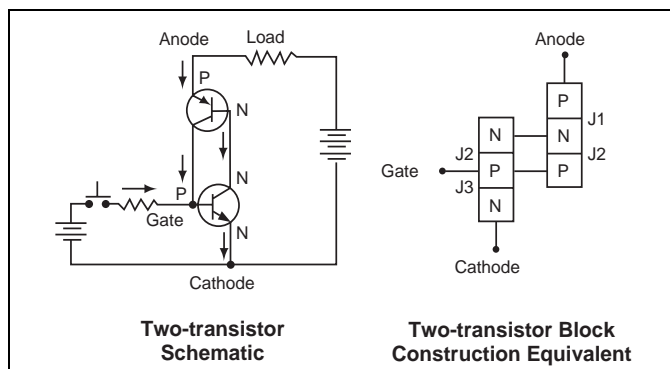 Anode
Load
P
N
N
P
Gate
N
Cathode
Two-transistor
Schematic
Anode
P
J1
N
N
J2
J2
Gate
P
P
J3
N
Cathode
Two-transistor Block
Construction Equivalent